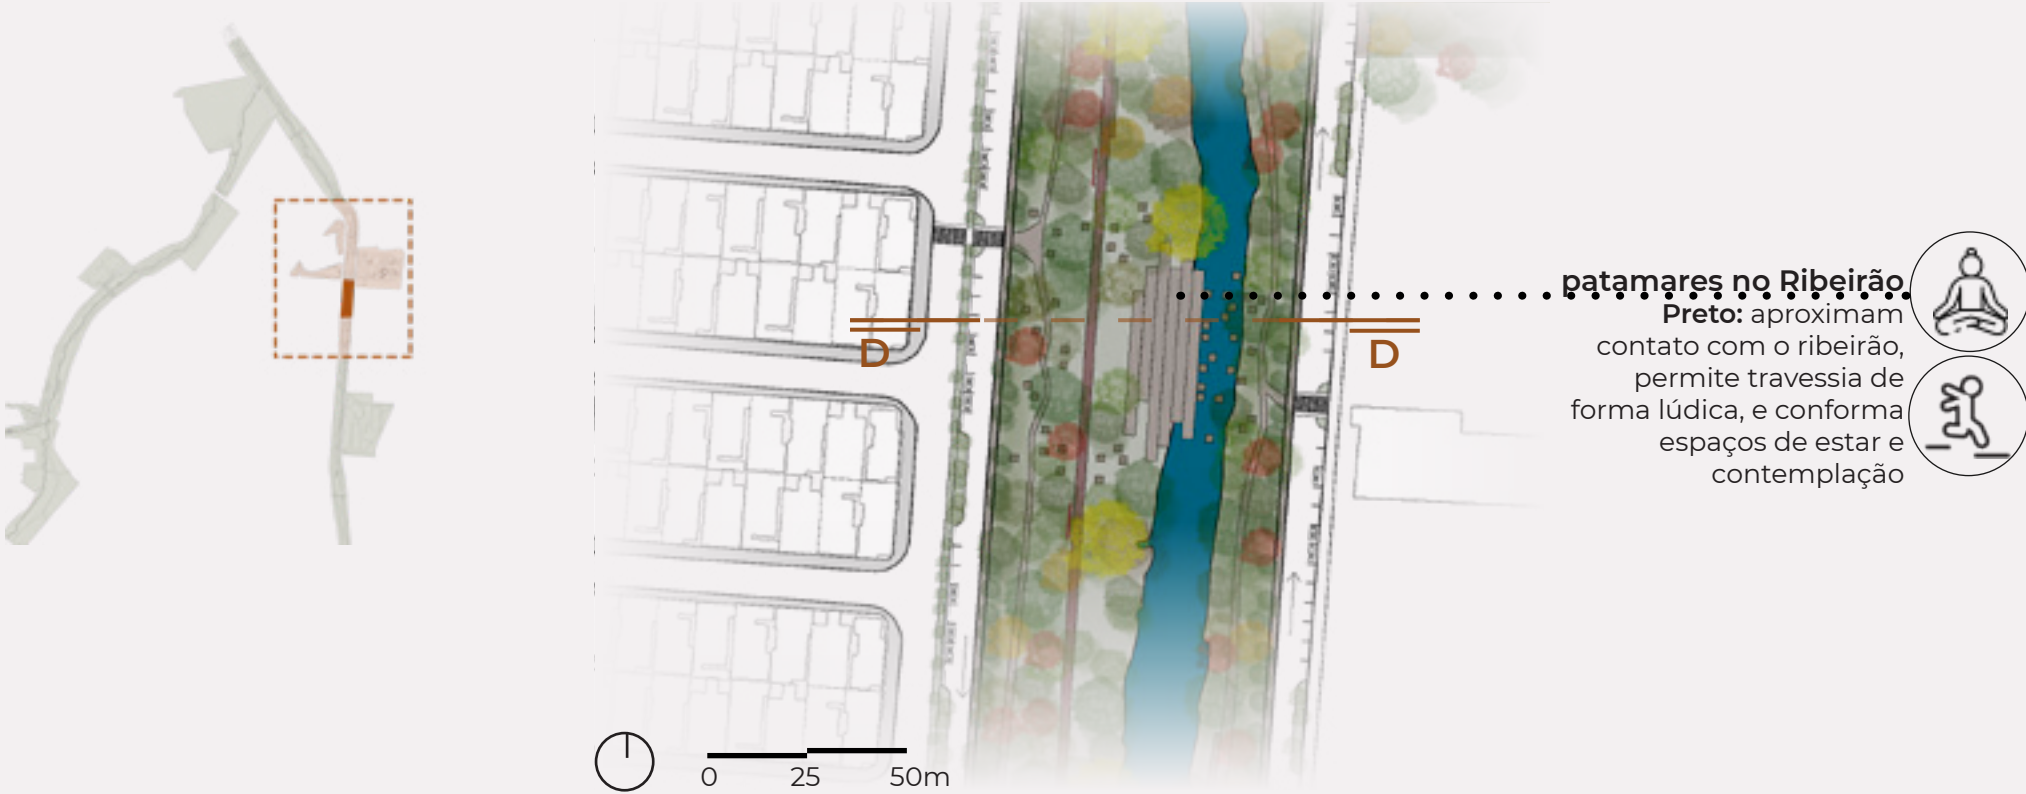 patamares no Ribeirão
Preto: aproximam
contato com o ribeirão,
permite travessia de
forma lúdica, e conforma
espaços de estar e
contemplação
D
D
0 25 50m